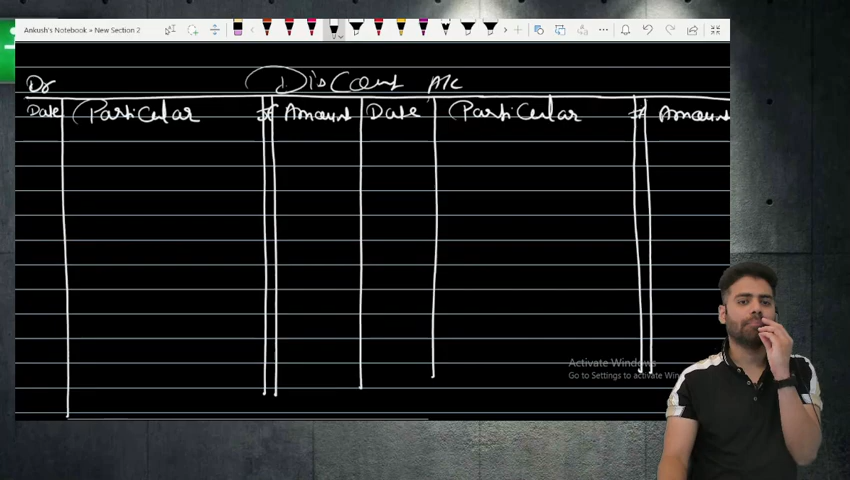 Ankush's Notebook » New Section 2
Dr Discount A/c
Date Particular Amount Date Particular Amount
Activate Windows
Go to Settings to activate Win